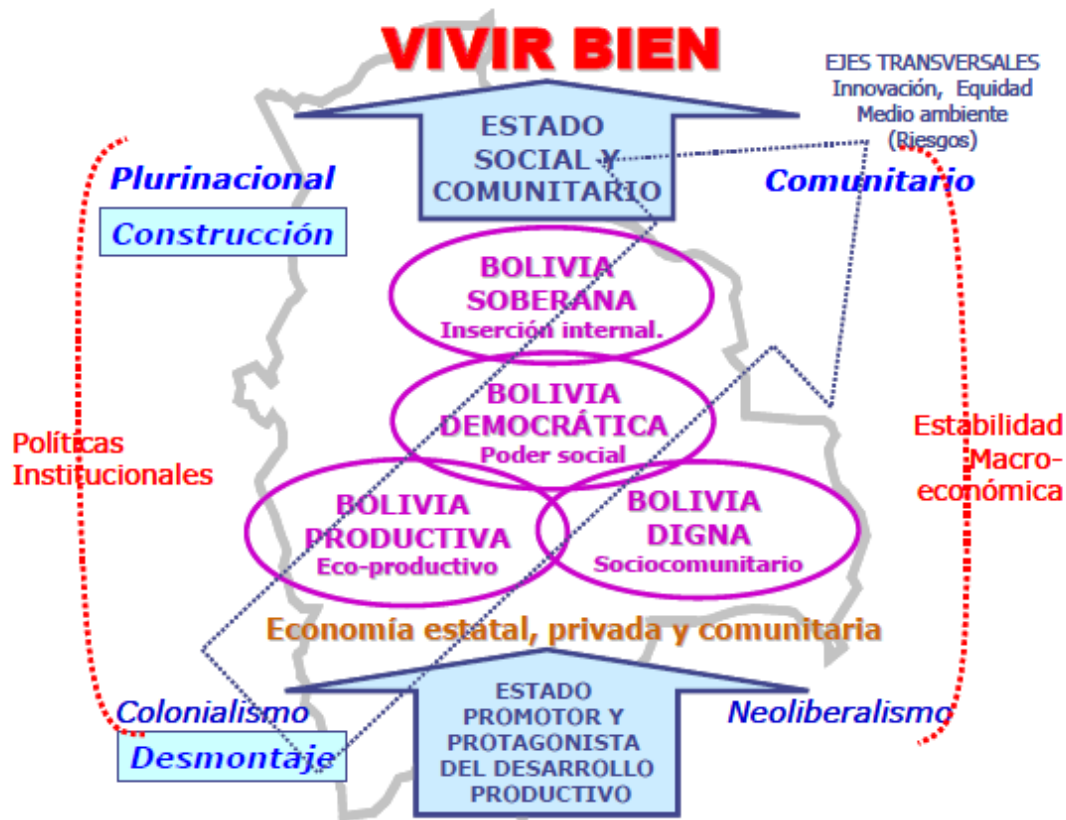 VIVIR BIEN
EJES TRANSVERSALES
Innovación, Equidad
Medio ambiente
(Riesgos)
ESTADO
SOCIAL Y
COMUNITARIO
Plurinacional
Construcción
Comunitario
BOLIVIA
SOBERANA
Inserción internal.
BOLIVIA
DEMOCRÁTICA
Poder social
Políticas
Institucionales
Estabilidad
Macro-
económica
BOLIVIA
PRODUCTIVA
Eco-productivo
BOLIVIA
DIGNA
Sociocomunitario
Economía estatal, privada y comunitaria
Colonialismo
Desmontaje
ESTADO
PROMOTOR Y
PROTAGONISTA
DEL DESARROLLO
PRODUCTIVO
Neoliberalismo